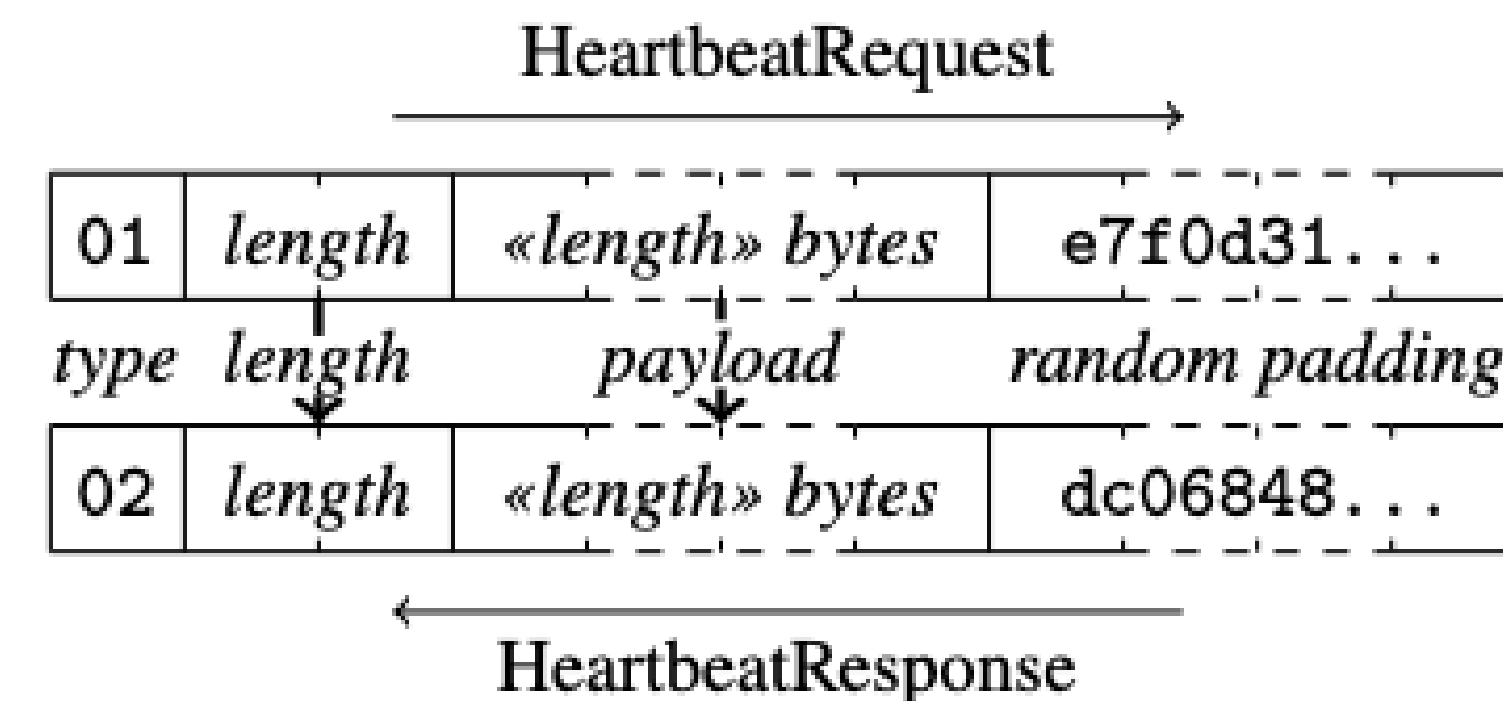 HeartbeatRequest
01 length «length» bytes e7f0d31...
type length payload random padding
02 length «length» bytes dc06848...
HeartbeatResponse